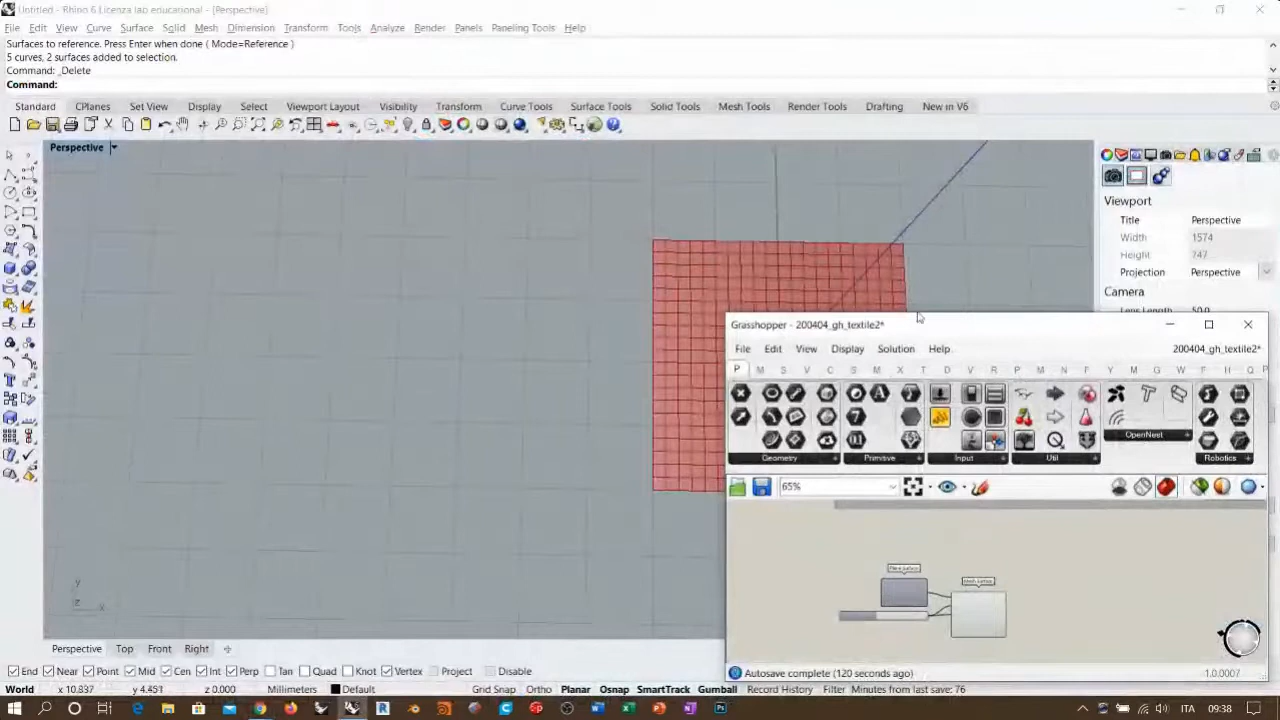 Untitled - Rhino 6 Licenza lab educational - [Perspective]
File Edit View Curve Surface Solid Mesh Dimension Transform Tools Analyze Render Panels Paneling Tools Help
Surfaces to reference. Press Enter when done ( Mode=Reference )
5 curves, 2 surfaces added to selection.
Command: _Delete
Command:
Standard CPlanes Set View Display Select Viewport Layout Visibility Transform Curve Tools Surface Tools Solid Tools Mesh Tools Render Tools Drafting New in V6
Perspective
Viewport
Title Perspective
Width 1574
Height 747
Projection Perspective
Camera
Lens Length 50.0
Grasshopper - 200404_gh_textile2*
File Edit View Display Solution Help
200404_gh_textile2*
P M S V C S M X T D V R P M N D Y M T W F H Q P
Geometry Primitive Input Util OpenNest Robotics
65%
y
z x
Perspective Top Front Right
End Near Point Mid Cen Int Perp Tan Quad Knot Vertex Project Disable
Autosave complete (120 seconds ago)
1.0.0007
World x 10.837 y 4.451 z 0.000 Millimeters Default Grid Snap Ortho Planar Osnap SmartTrack Gumball Record History Filter Minutes from last save: 76
ITA 09:38